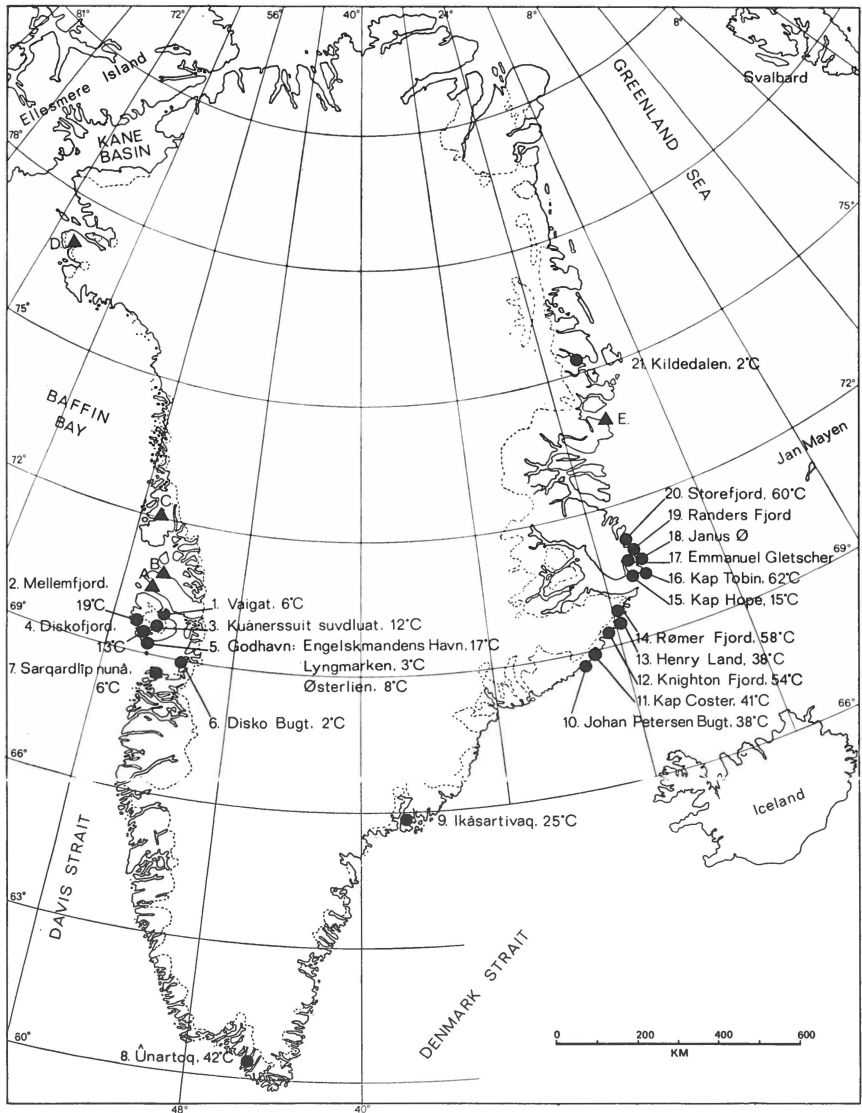 81°
72°
56°
40°
24°
8°
8°
Ellesmere Island
KANE
BASIN
78°
GREENLAND SEA
Svalbard
75°
D.
75°
BAFFIN
BAY
21. Kildedalen. 2°C
E.
72°
Jan Mayen
72°
C
20. Storefjord, 60°C
19. Randers Fjord
18. Janus Ø
17. Emmanuel Gletscher
16. Kap Tobin. 62°C
15. Kap Hope, 15°C
69°
B
A
2. Mellemfjord.
19°C
69°
1. Vaigat. 6°C
3. Kuánerssuit suvdluat. 12°C
4. Diskofjord.
13°C
5. Godhavn: Engelskmandens Havn. 17°C
Lyngmarken, 3°C
Østerlien. 8°C
7. Sarqardlîp nunâ.
6°C
6. Disko Bugt. 2°C
14. Rømer Fjord. 58°C
13. Henry Land, 38°C
12. Knighton Fjord. 54°C
11. Kap Coster. 41°C
10. Johan Petersen Bugt. 38°C
66°
66°
Iceland
9. Ikâsartivaq. 25°C
DAVIS STRAIT
63°
DENMARK STRAIT
60°
8. Ûnartoq, 42°C
0 200 400 600
KM
48°
40°